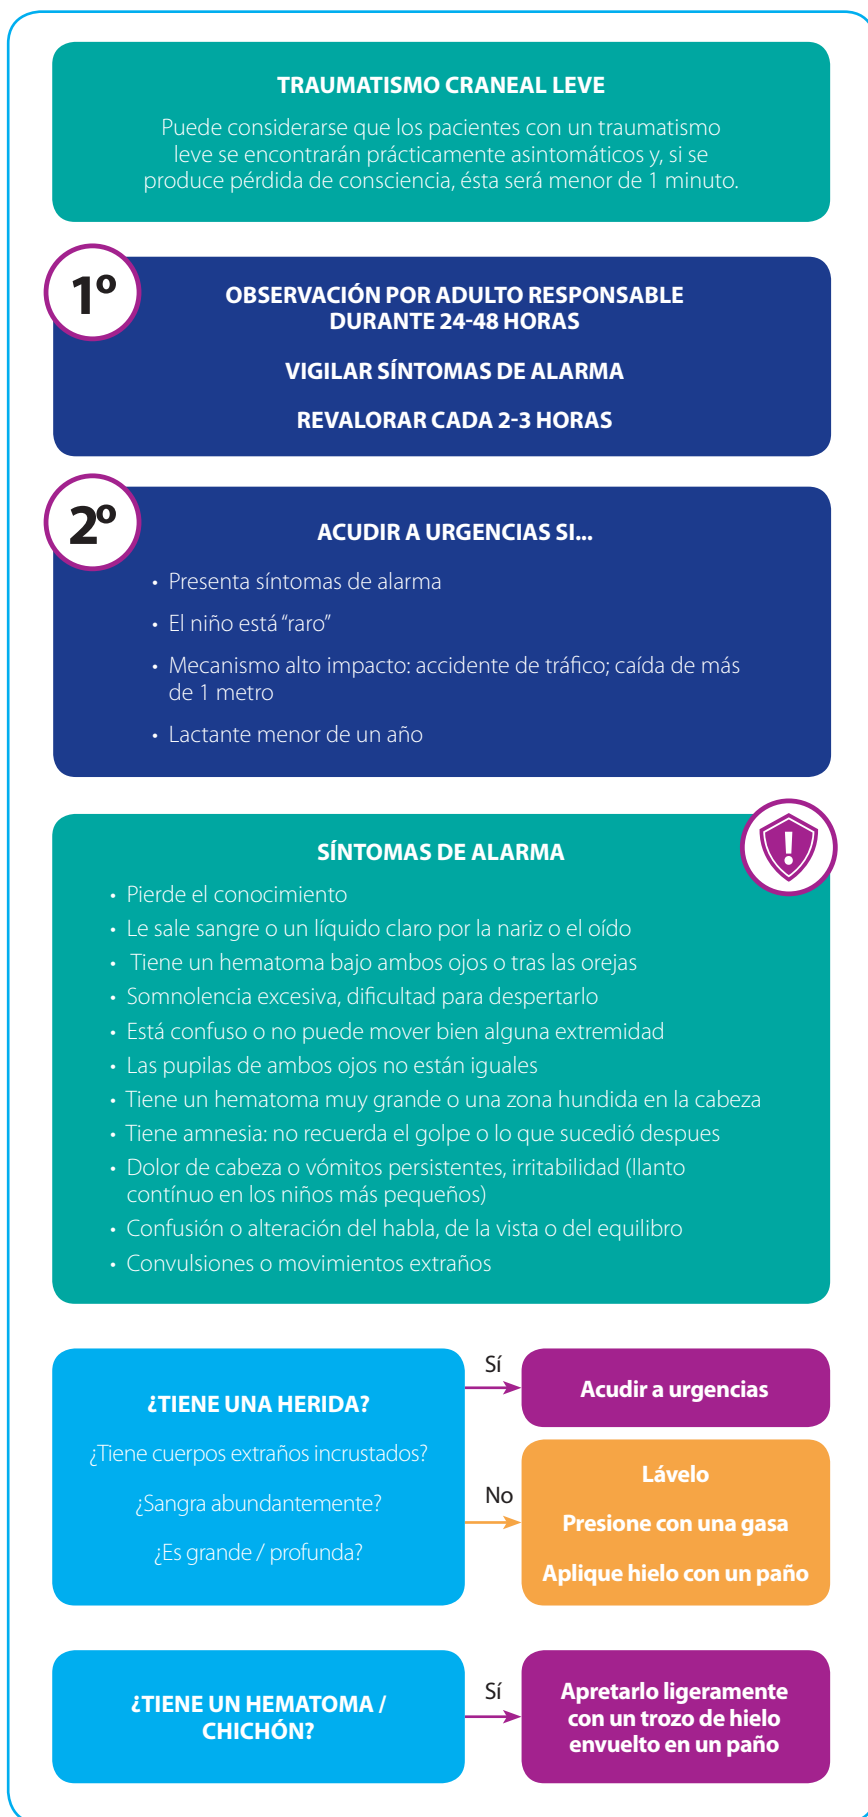 TRAUMATISMO CRANEAL LEVE
Puede considerarse que los pacientes con un traumatismo
leve se encontrarán prácticamente asintomáticos y, si se
produce pérdida de consciencia, ésta será menor de 1 minuto.
1º
OBSERVACIÓN POR ADULTO RESPONSABLE
DURANTE 24-48 HORAS
VIGILAR SÍNTOMAS DE ALARMA
REVALORAR CADA 2-3 HORAS
2º
ACUDIR A URGENCIAS SI...
• Presenta síntomas de alarma
• El niño está “raro”
• Mecanismo alto impacto: accidente de tráfico; caída de más
de 1 metro
• Lactante menor de un año
!
SÍNTOMAS DE ALARMA
• Pierde el conocimiento
• Le sale sangre o un líquido claro por la nariz o el oído
• Tiene un hematoma bajo ambos ojos o tras las orejas
• Somnolencia excesiva, dificultad para despertarlo
• Está confuso o no puede mover bien alguna extremidad
• Las pupilas de ambos ojos no están iguales
• Tiene un hematoma muy grande o una zona hundida en la cabeza
• Tiene amnesia: no recuerda el golpe o lo que sucedió despues
• Dolor de cabeza o vómitos persistentes, irritabilidad (llanto
contínuo en los niños más pequeños)
• Confusión o alteración del habla, de la vista o del equilibro
• Convulsiones o movimientos extraños
¿TIENE UNA HERIDA?
¿Tiene cuerpos extraños incrustados?
¿Sangra abundantemente?
¿Es grande / profunda?
Sí
Acudir a urgencias
No
Lávelo
Presione con una gasa
Aplique hielo con un paño
¿TIENE UN HEMATOMA /
CHICHÓN?
Sí
Apretarlo ligeramente
con un trozo de hielo
envuelto en un paño